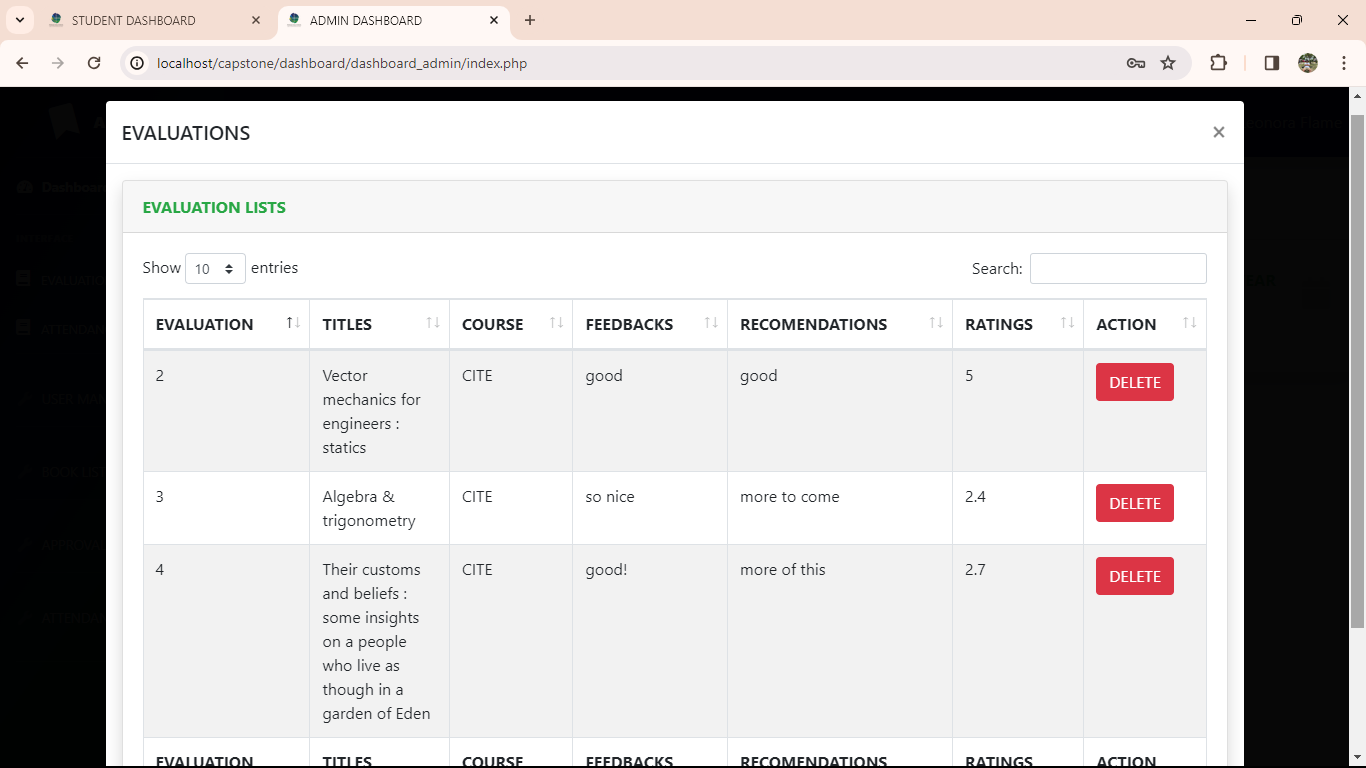 STUDENT DASHBOARD
ADMIN DASHBOARD
localhost/capstone/dashboard/dashboard_admin/index.php
EVALUATIONS
×
EVALUATION LISTS
Show 10 entries
Search:
EVALUATION TITLES COURSE FEEDBACKS RECOMENDATIONS RATINGS ACTION
2 Vector CITE good good 5 DELETE
mechanics for
engineers :
statics
3 Algebra & CITE so nice more to come 2.4 DELETE
trigonometry
4 Their customs CITE good! more of this 2.7 DELETE
and beliefs :
some insights
on a people
who live as
though in a
garden of Eden
EVALUATION TITLES COURSE FEEDBACKS RECOMENDATIONS RATINGS ACTION